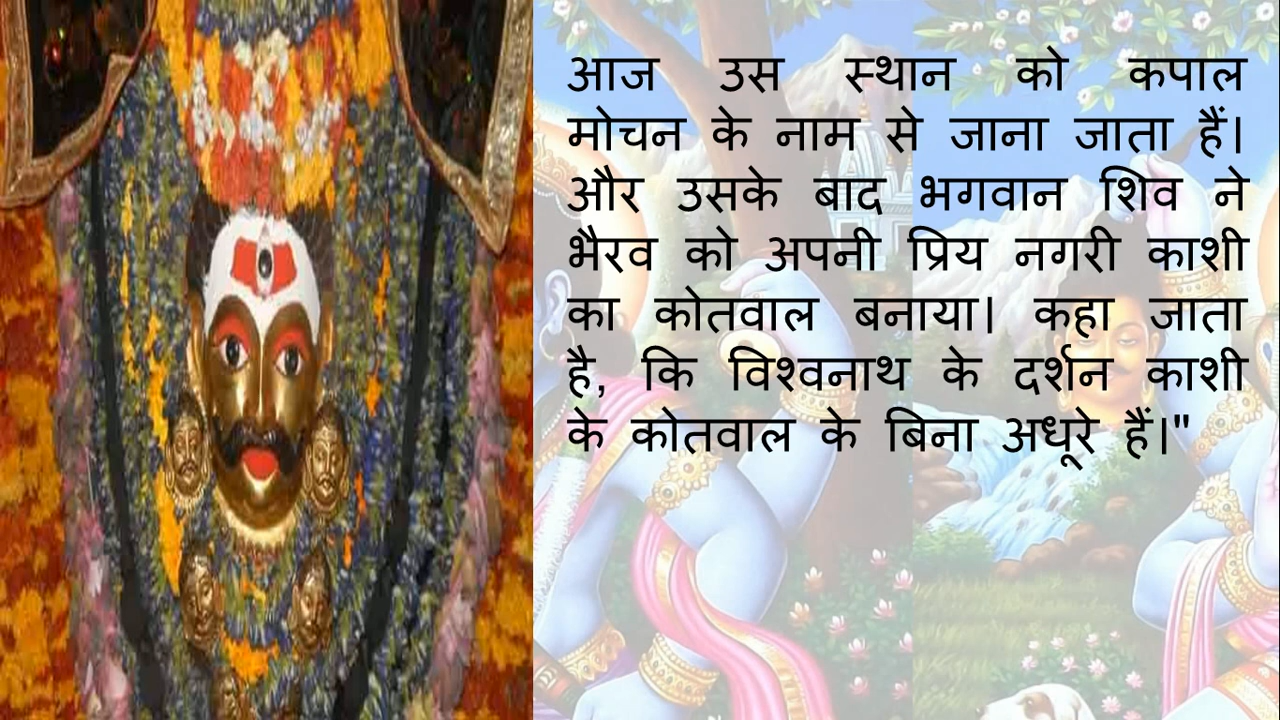 आज उस स्थान को कपाल
मोचन के नाम से जाना जाता हैं।
और उसके बाद भगवान शिव ने
भैरव को अपनी प्रिय नगरी काशी
का कोतवाल बनाया। कहा जाता
है, कि विश्वनाथ के दर्शन काशी
के कोतवाल के बिना अधूरे हैं।"